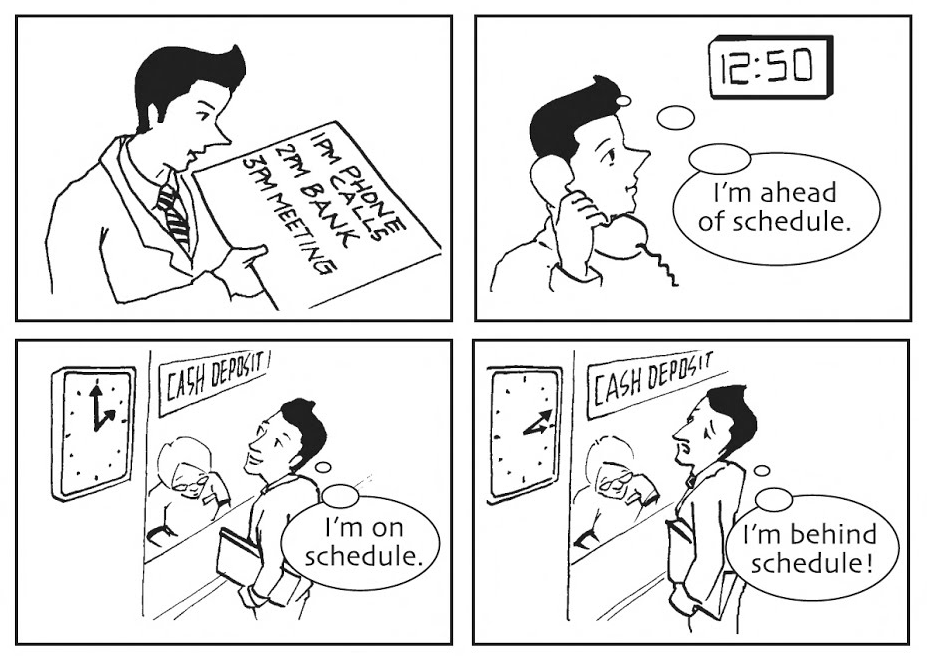 1PM PHONE
CALLS
2PM BANK
3PM MEETING
12:50
I'm ahead
of schedule.
CASH DEPOSIT
I'm on
schedule.
CASH DEPOSIT
I'm behind
schedule!